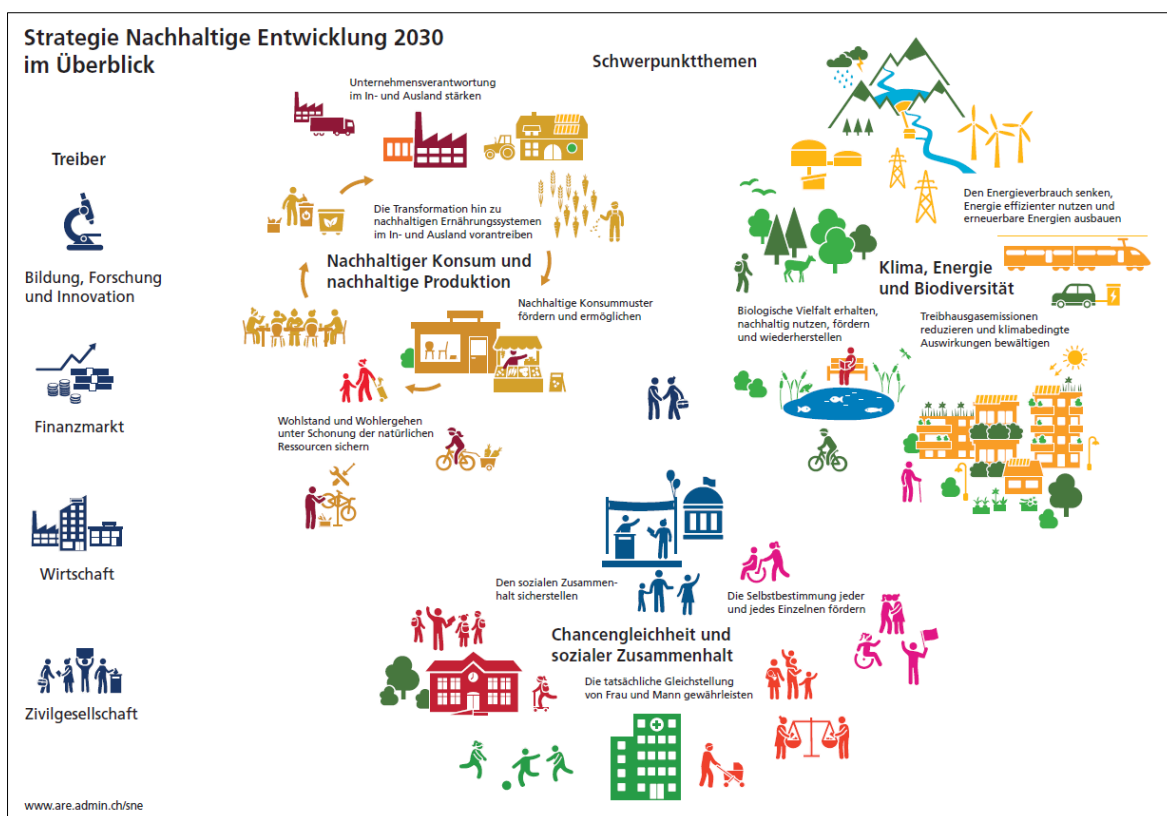 Strategie Nachhaltige Entwicklung 2030
im Überblick
Treiber
Bildung, Forschung
und Innovation
Finanzmarkt
Wirtschaft
Zivilgesellschaft
Schwerpunktthemen
Unternehmensverantwortung
im In- und Ausland stärken
Die Transformation hin zu
nachhaltigen Ernährungssystemen
im In- und Ausland vorantreiben
Nachhaltiger Konsum und
nachhaltige Produktion
Nachhaltige Konsummuster
fördern und ermöglichen
Wohlstand und Wohlergehen
unter Schonung der natürlichen
Ressourcen sichern
Den Energieverbrauch senken,
Energie effizienter nutzen und
erneuerbare Energien ausbauen
Klima, Energie
und Biodiversität
Biologische Vielfalt erhalten,
nachhaltig nutzen, fördern
und wiederherstellen
Treibhausgasemissionen
reduzieren und klimabedingte
Auswirkungen bewältigen
Den sozialen Zusammen-
halt sicherstellen
Die Selbstbestimmung jeder
und jedes Einzelnen fördern
Chancengleichheit und
sozialer Zusammenhalt
Die tatsächliche Gleichstellung
von Frau und Mann gewährleisten
www.are.admin.ch/sne